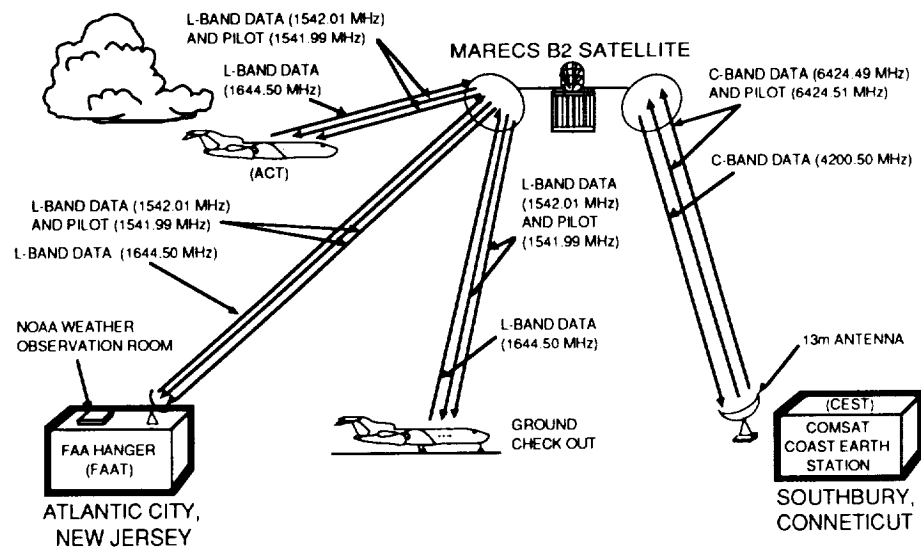 L-BAND DATA (1542.01 MHz)
AND PILOT (1541.99 MHz)
L-BAND DATA
(1644.50 MHz)
MARECS B2 SATELLITE
C-BAND DATA (6424.49 MHz)
AND PILOT (6424.51 MHz)
C-BAND DATA (4200.50 MHz)
(ACT)
L-BAND DATA (1542.01 MHz)
AND PILOT (1541.99 MHz)
L-BAND DATA (1644.50 MHz)
L-BAND DATA
(1542.01 MHz)
AND PILOT
(1541.99 MHz)
L-BAND DATA
(1644.50 MHz)
NOAA WEATHER
OBSERVATION ROOM
FAA HANGER
(FAAT)
ATLANTIC CITY,
NEW JERSEY
GROUND
CHECK OUT
13m ANTENNA
(CEST)
COMSAT
COAST EARTH
STATION
SOUTHBURY,
CONNETICUT